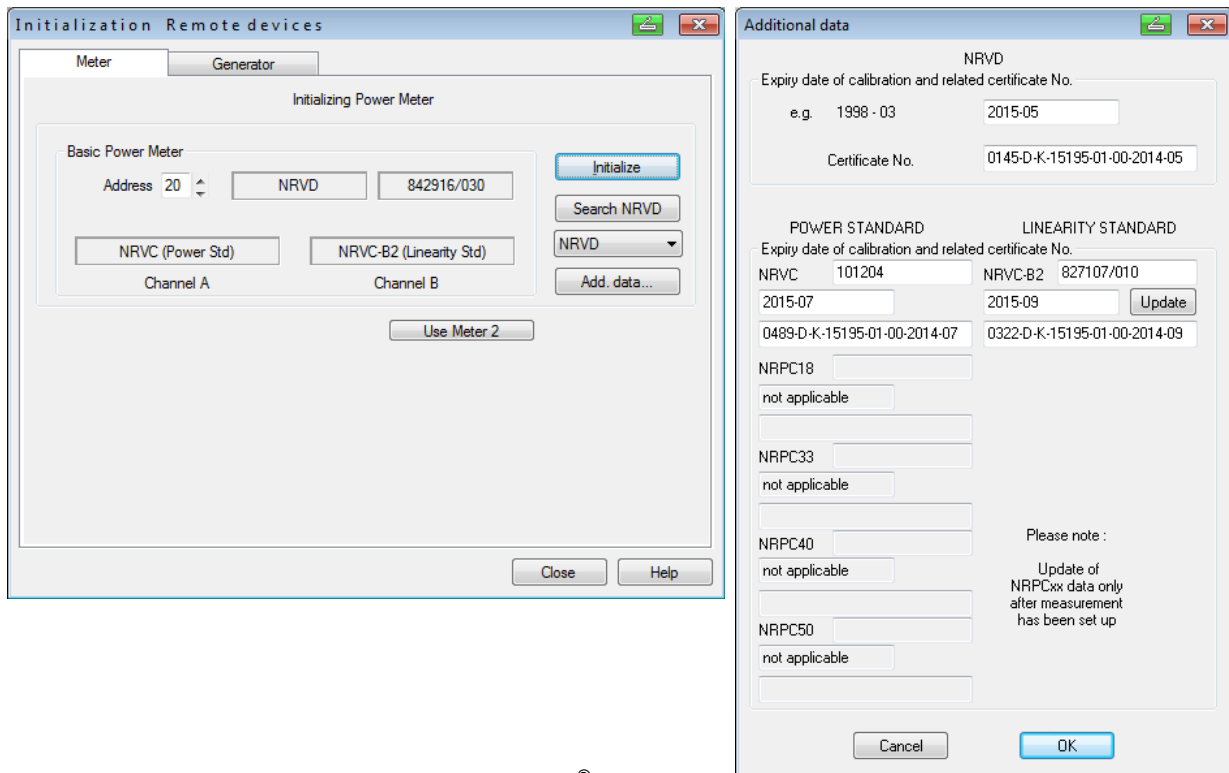 Initialization Remote devices
Meter
Generator
Initializing Power Meter
Basic Power Meter
Address 20 NRVD 842916/030
NRVC (Power Std) NRVC-B2 (Linearity Std)
Channel A Channel B
Initialize
Search NRVD
NRVD
Add. data...
Use Meter 2
Close Help
Additional data
NRVD
Expiry date of calibration and related certificate No.
e.g. 1998 - 03 2015-05
Certificate No. 0145-D-K-15195-01-00-2014-05
POWER STANDARD LINEARITY STANDARD
Expiry date of calibration and related certificate No.
NRVC 101204 NRVC-B2 827107/010
2015-07 2015-09 Update
0489-D-K-15195-01-00-2014-07 0322-D-K-15195-01-00-2014-09
NRPC18
not applicable
NRPC33
not applicable
NRPC40
not applicable
NRPC50
not applicable
Please note :
Update of
NRPCxx data only
after measurement
has been set up
Cancel OK
®